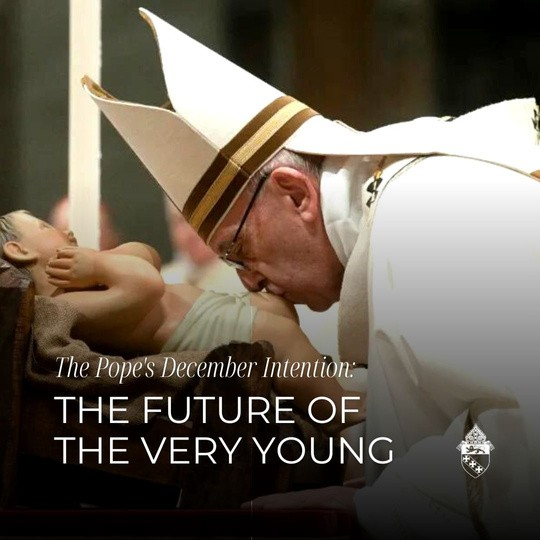 The Pope's December Intention:
THE FUTURE OF
THE VERY YOUNG